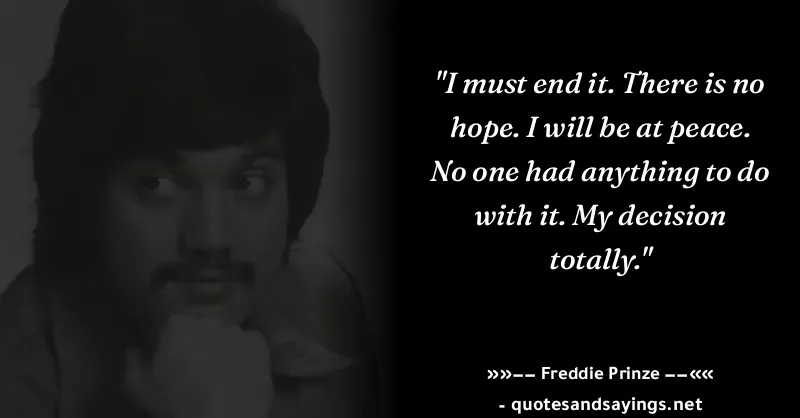 "I must end it. There is no
hope. I will be at peace.
No one had anything to do
with it. My decision
totally."
»»−− Freddie Prinze −−««
- quotesandsayings.net